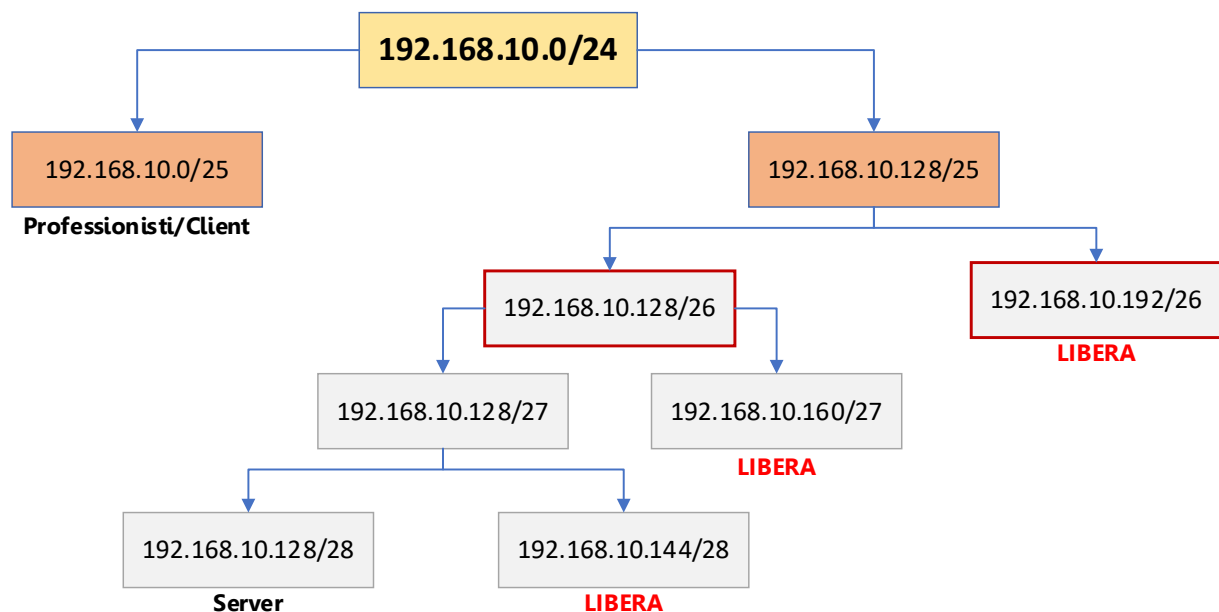 192.168.10.0/24
192.168.10.0/25
192.168.10.128/25
Professionisti/Client
192.168.10.128/26
192.168.10.192/26
LIBERA
192.168.10.128/27
192.168.10.160/27
LIBERA
192.168.10.128/28
192.168.10.144/28
Server
LIBERA